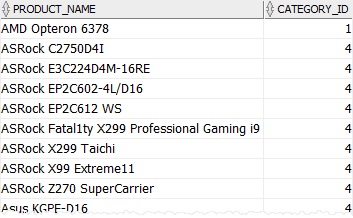 PRODUCT_NAME CATEGORY_ID
AMD Opteron 6378 1
ASRock C2750D4I 4
ASRock E3C224D4M-16RE 4
ASRock EP2C602-4L/D16 4
ASRock EP2C612 WS 4
ASRock Fatal1ty X299 Professional Gaming i9 4
ASRock X299 Taichi 4
ASRock X99 Extreme11 4
ASRock Z270 SuperCarrier 4
Asus KGPE-D16 4